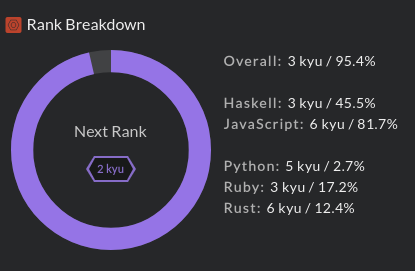 Rank Breakdown
Next Rank
2 kyu
Overall: 3 kyu / 95.4%
Haskell: 3 kyu / 45.5%
JavaScript: 6 kyu / 81.7%
Python: 5 kyu / 2.7%
Ruby: 3 kyu / 17.2%
Rust: 6 kyu / 12.4%